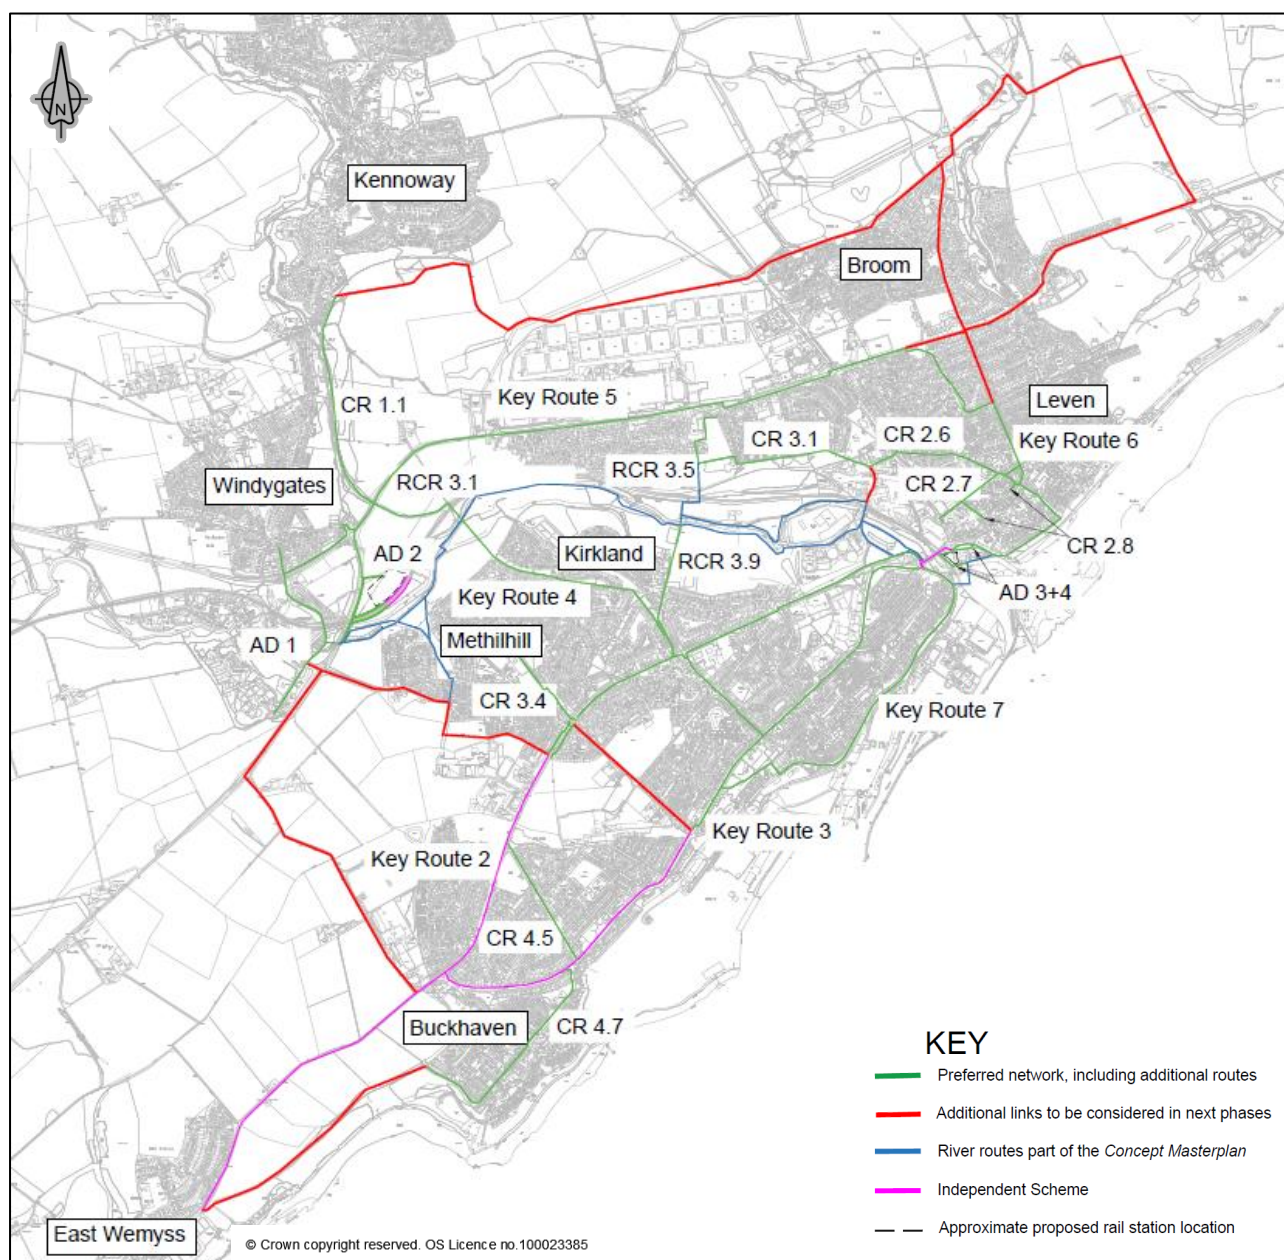 N
Kennoway
Broom
Key Route 5
CR 1.1
Leven
CR 3.1
CR 2.6
Key Route 6
RCR 3.5
Windygates
RCR 3.1
CR 2.7
AD 2
Kirkland
RCR 3.9
CR 2.8
Key Route 4
AD 3+4
AD 1
Methilhill
CR 3.4
Key Route 7
Key Route 3
Key Route 2
CR 4.5
Buckhaven
CR 4.7
East Wemyss
KEY
Preferred network, including additional routes
Additional links to be considered in next phases
River routes part of the Concept Masterplan
Independent Scheme
Approximate proposed rail station location
© Crown copyright reserved. OS Licence no.100023385